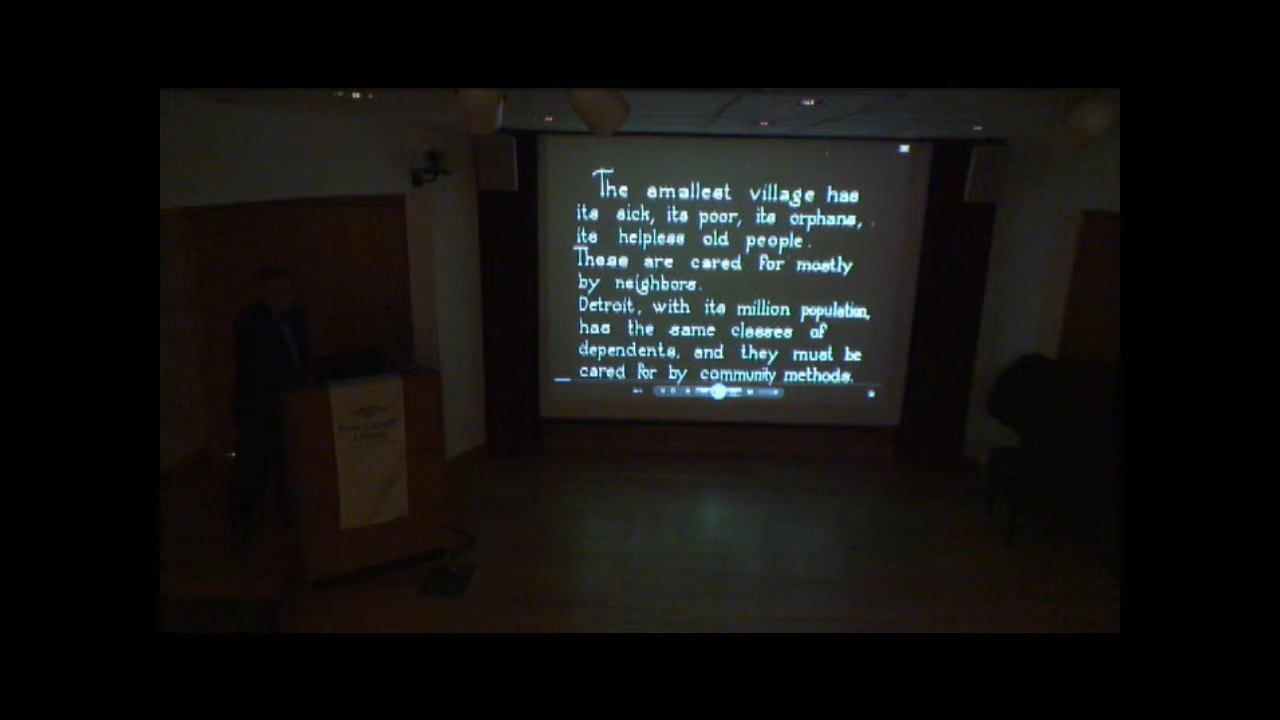 The smallest village has
its sick, its poor, its orphans,
its helpless old people.
These are cared for mostly
by neighbors.
Detroit, with its million population,
has the same classes of
dependents, and they must be
cared for by community methods.